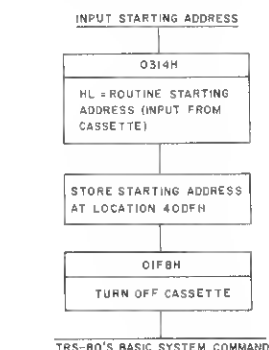 INPUT STARTING ADDRESS
0314H
HL = ROUTINE STARTING
ADDRESS (INPUT FROM
CASSETTE)
STORE STARTING ADDRESS
AT LOCATION 40DFH
01F8H
TURN OFF CASSETTE
TRS-80'S BASIC SYSTEM COMMAND